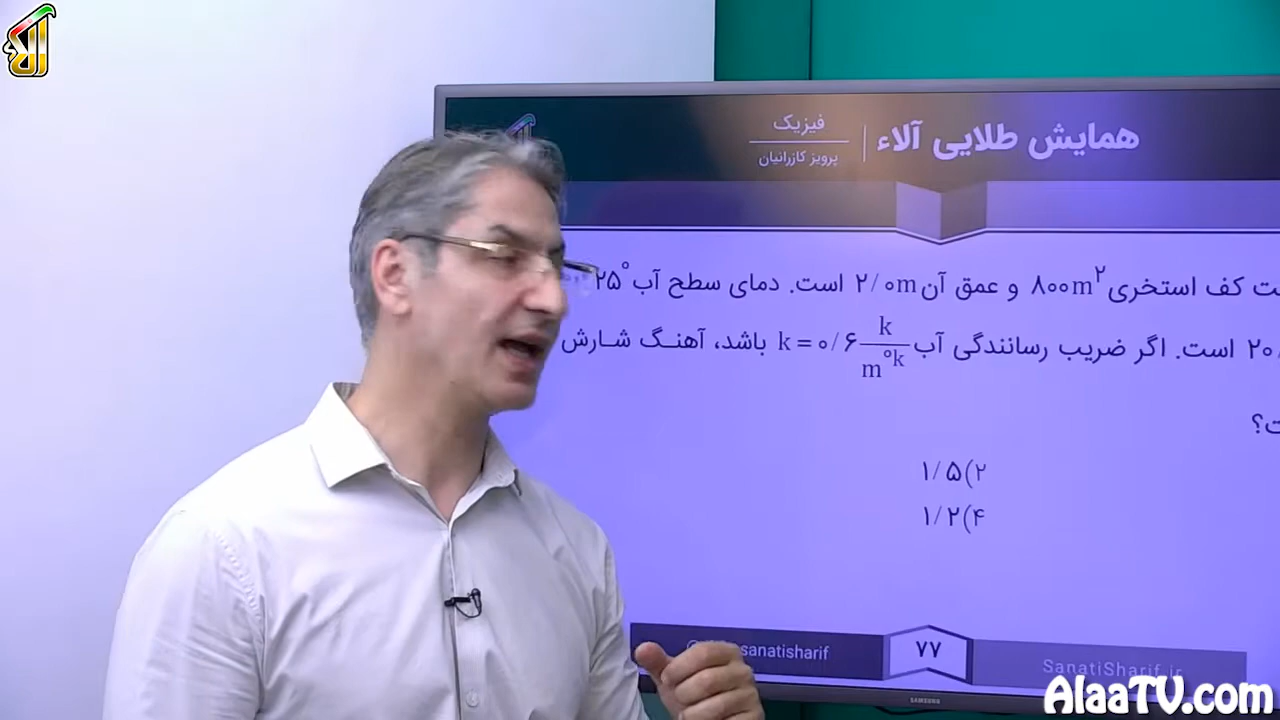 همایش طلایی آلاء
فیزیک
پرویز کازرانیان
کف استخری ۸۰۰m² و عمق آن ۲/۰m است. دمای سطح آب ۲۵°
است. اگر ضریب رسانندگی آب k=۰/۶ k/m°k باشد، آهنگ شارش
۲) ۱/۵
۴) ۱/۲
sanatisharif
۷۷
SanatiSharif.ir
SAMSUNG
AlaaTV.com